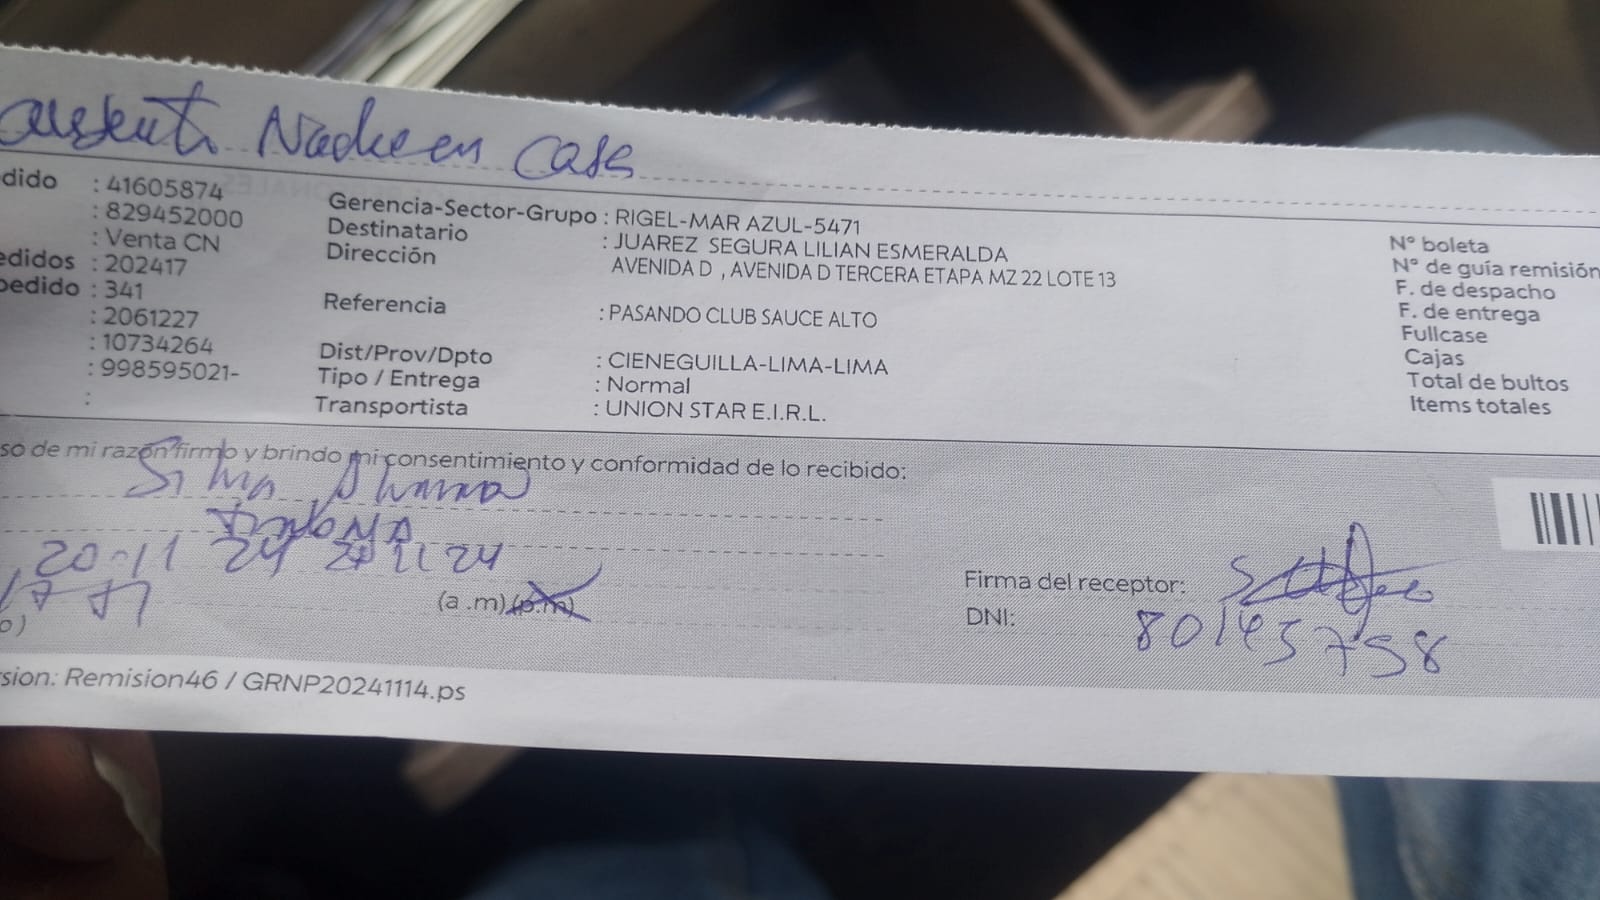 Nadie en Casa
dido : 41605874
: 829452000
: Venta CN
edidos : 202417
pedido : 341
: 2061227
: 10734264
: 998595021-
:
Gerencia-Sector-Grupo : RIGEL-MAR AZUL-5471
Destinatario : JUAREZ SEGURA LILIAN ESMERALDA
Dirección AVENIDA D , AVENIDA D TERCERA ETAPA MZ 22 LOTE 13
Referencia : PASANDO CLUB SAUCE ALTO
Dist/Prov/Dpto : CIENEGUILLA-LIMA-LIMA
Tipo / Entrega : Normal
Transportista : UNION STAR E.I.R.L.
N° boleta
N° de guía remisión
F. de despacho
F. de entrega
Fullcase
Cajas
Total de bultos
Items totales
so de mi razón firmo y brindo mi consentimiento y conformidad de lo recibido:
Silva
20-11 24
(a .m) (p.m)
o)
Firma del receptor:
DNI: 80145758
sion: Remision46 / GRNP20241114.ps